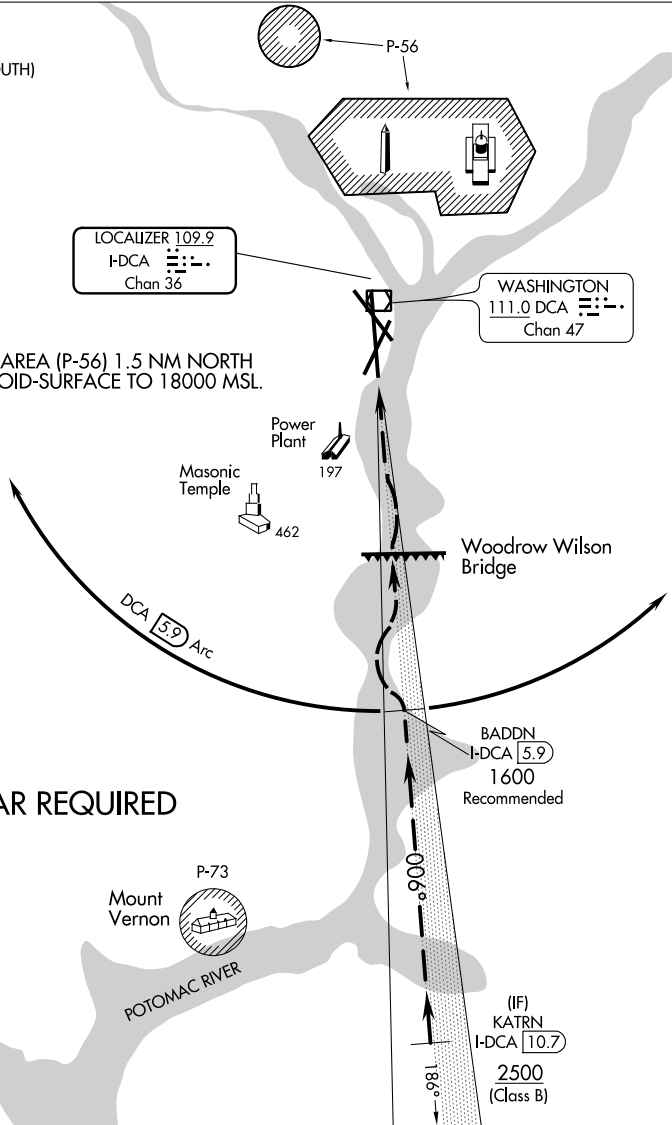 P-56
OUTH)
LOCALIZER 109.9
I-DCA
Chan 36
WASHINGTON
111.0 DCA
Chan 47
AREA (P-56) 1.5 NM NORTH
OID-SURFACE TO 18000 MSL.
Power
Plant
197
Masonic
Temple
462
Woodrow Wilson
Bridge
DCA 5.9 Arc
BADDN
I-DCA 5.9
1600
Recommended
AR REQUIRED
P-73
Mount
Vernon
006°
POTOMAC RIVER
(IF)
KATRN
I-DCA 10.7
2500
(Class B)
186°